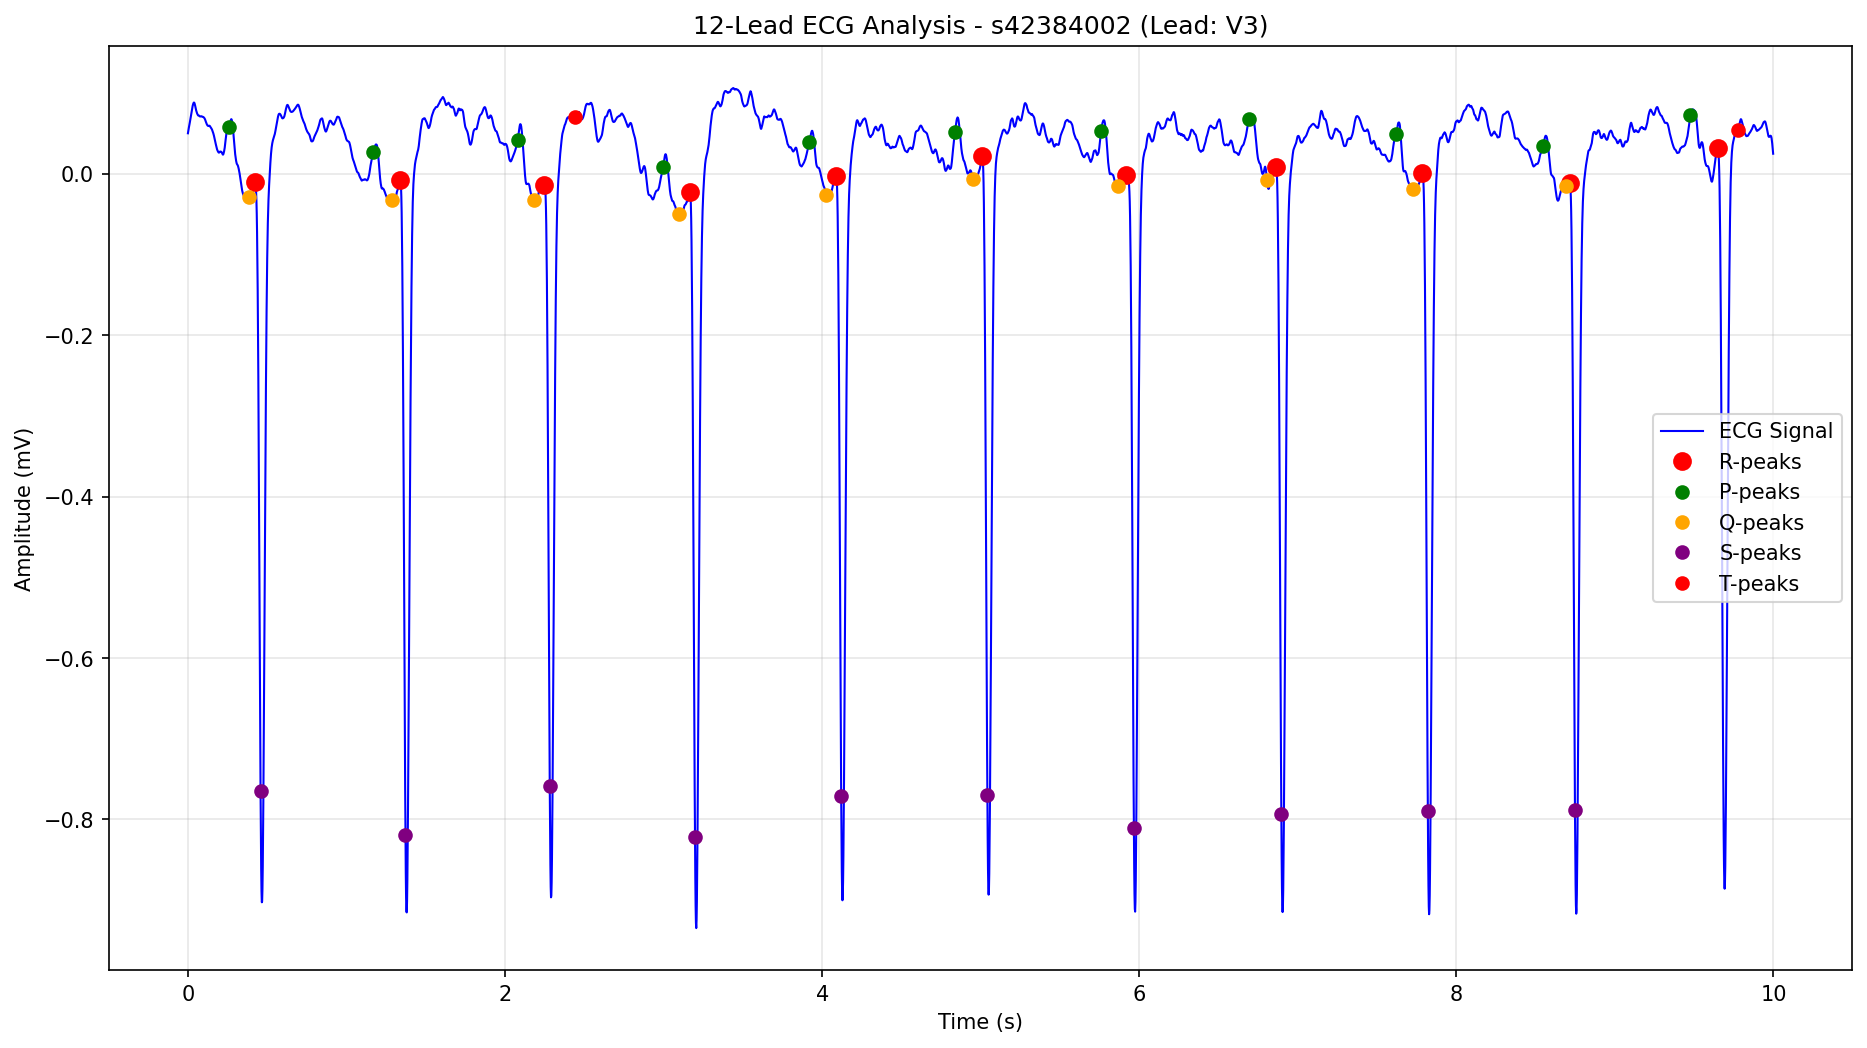 12-Lead ECG Analysis - s42384002 (Lead: V3)
Amplitude (mV)
0.0
−0.2
−0.4
−0.6
−0.8
ECG Signal
R-peaks
P-peaks
Q-peaks
S-peaks
T-peaks
0 2 4 6 8 10
Time (s)